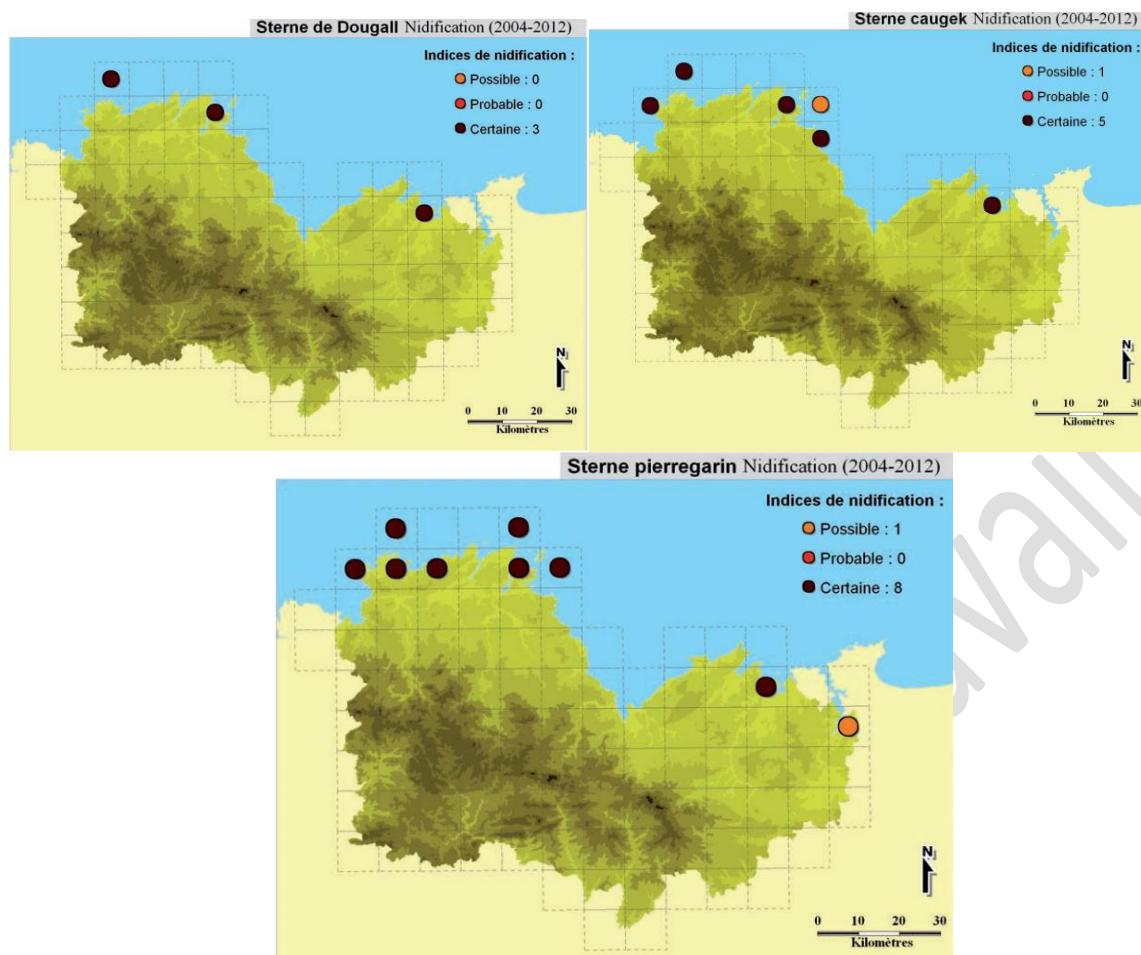 Sterne de Dougall Nidification (2004-2012)
Indices de nidification :
Possible : 0
Probable : 0
Certaine : 3
N
0 10 20 30
Kilomètres
Sterne caugek Nidification (2004-2012)
Indices de nidification :
Possible : 1
Probable : 0
Certaine : 5
N
0 10 20 30
Kilomètres
Sterne pierregarin Nidification (2004-2012)
Indices de nidification :
Possible : 1
Probable : 0
Certaine : 8
N
0 10 20 30
Kilomètres